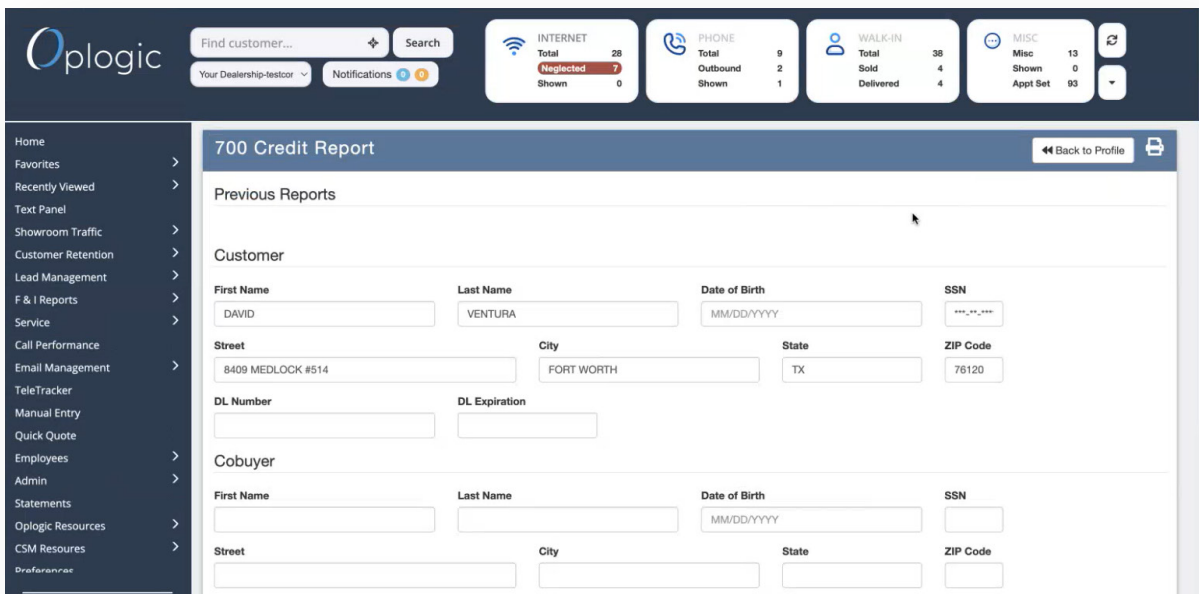 Oplogic
Find customer...
Search
Your Dealership-testcor
Notifications 0 0
INTERNET
Total 28
Neglected 7
Shown 0
PHONE
Total 9
Outbound 2
Shown 1
WALK-IN
Total 38
Sold 4
Delivered 4
MISC
Misc 13
Shown 0
Appt Set 93
Home
Favorites
Recently Viewed
Text Panel
Showroom Traffic
Customer Retention
Lead Management
F & I Reports
Service
Call Performance
Email Management
TeleTracker
Manual Entry
Quick Quote
Employees
Admin
Statements
Oplogic Resources
CSM Resoures
Preferences
700 Credit Report
Back to Profile
Previous Reports
Customer
First Name Last Name Date of Birth SSN
DAVID VENTURA MM/DD/YYYY ***-**-***
Street City State ZIP Code
8409 MEDLOCK #514 FORT WORTH TX 76120
DL Number DL Expiration
Cobuyer
First Name Last Name Date of Birth SSN
MM/DD/YYYY
Street City State ZIP Code